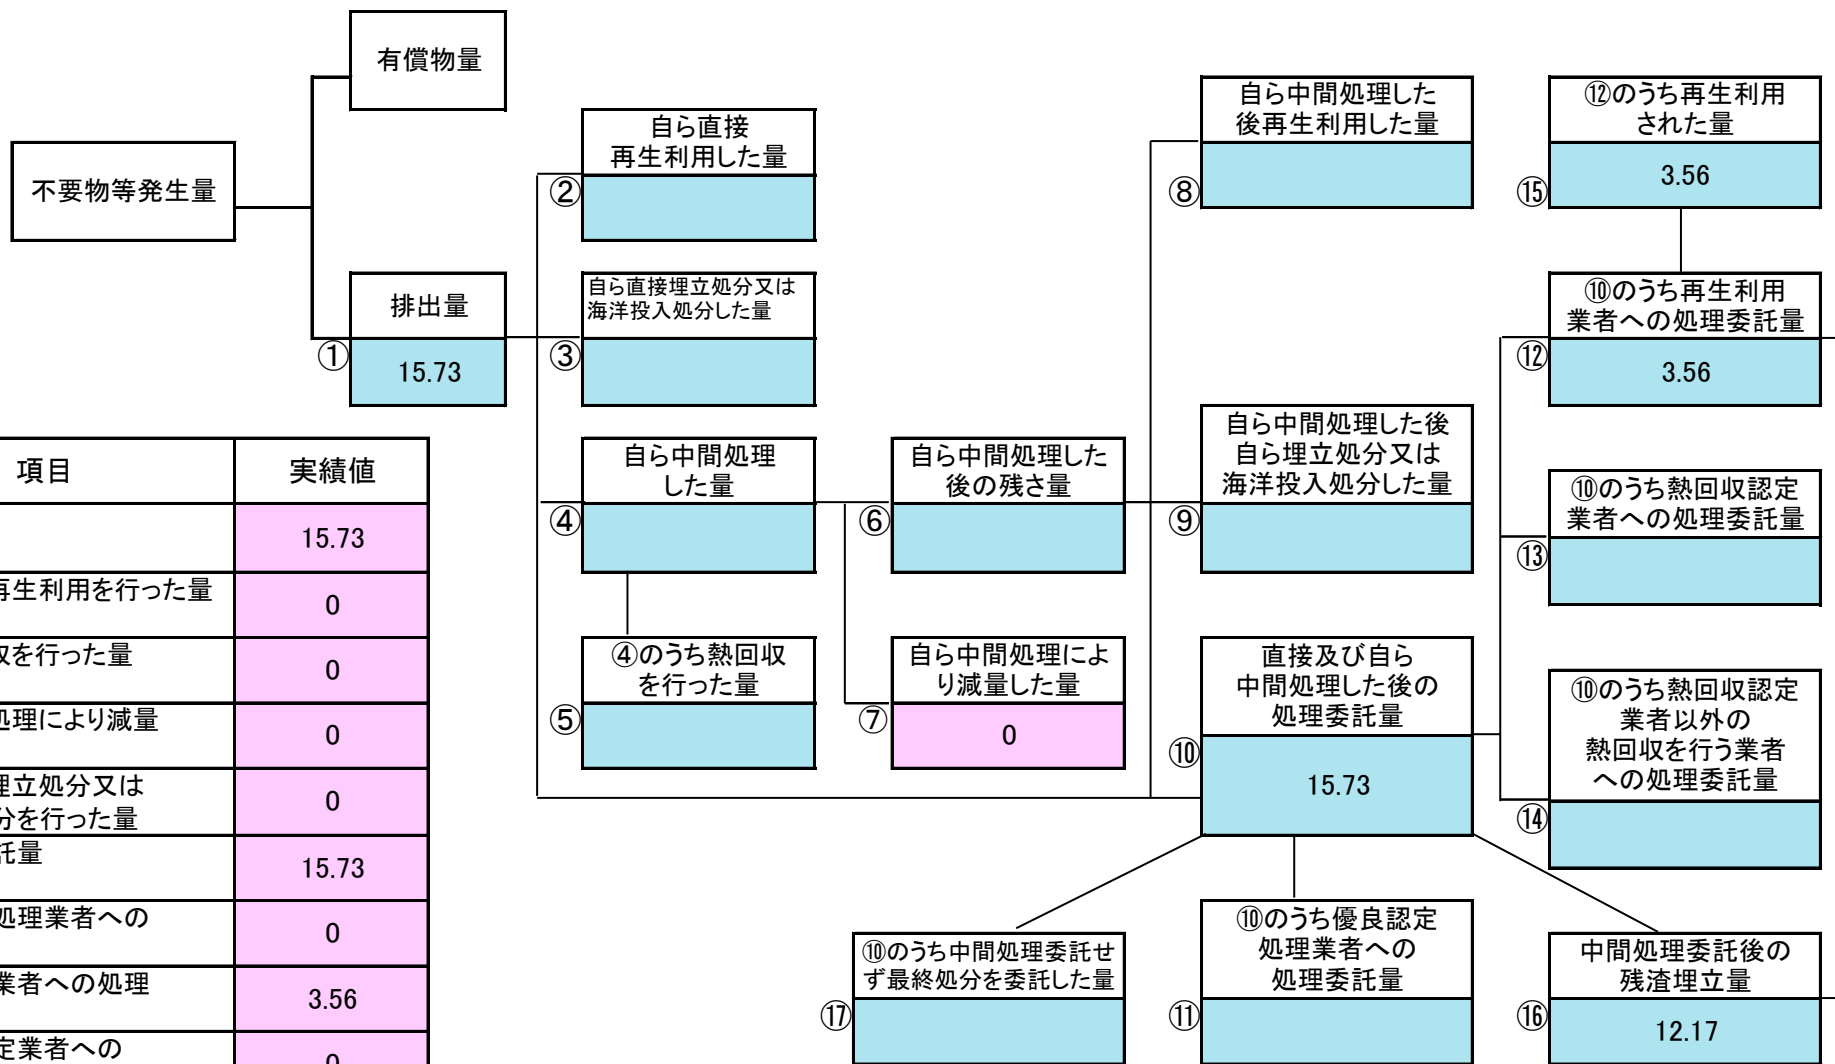 有償物量
不要物等発生量
排出量
①
15.73
自ら直接
再生利用した量
②
自ら直接埋立処分又は
海洋投入処分した量
③
自ら中間処理
した量
④
④のうち熱回収
を行った量
⑤
自ら中間処理した
後の残さ量
⑥
自ら中間処理によ
り減量した量
⑦
0
自ら中間処理した
後再生利用した量
⑧
自ら中間処理した後
自ら埋立処分又は
海洋投入処分した量
⑨
直接及び自ら
中間処理した後の
処理委託量
⑩
15.73
⑩のうち優良認定
処理業者への
処理委託量
⑪
⑫のうち再生利用
された量
⑮
3.56
⑩のうち再生利用
業者への処理委託量
⑫
3.56
⑩のうち熱回収認定
業者への処理委託量
⑬
⑩のうち熱回収認定
業者以外の
熱回収を行う業者
への処理委託量
⑭
⑩のうち中間処理委託せ
ず最終処分を委託した量
⑰
中間処理委託後の
残渣埋立量
⑯
12.17
項目 実績値
15.73
再生利用を行った量
0
を行った量
0
処理により減量
0
埋立処分又は
分を行った量
0
託量
15.73
処理業者への
0
業者への処理
3.56
定業者への
0